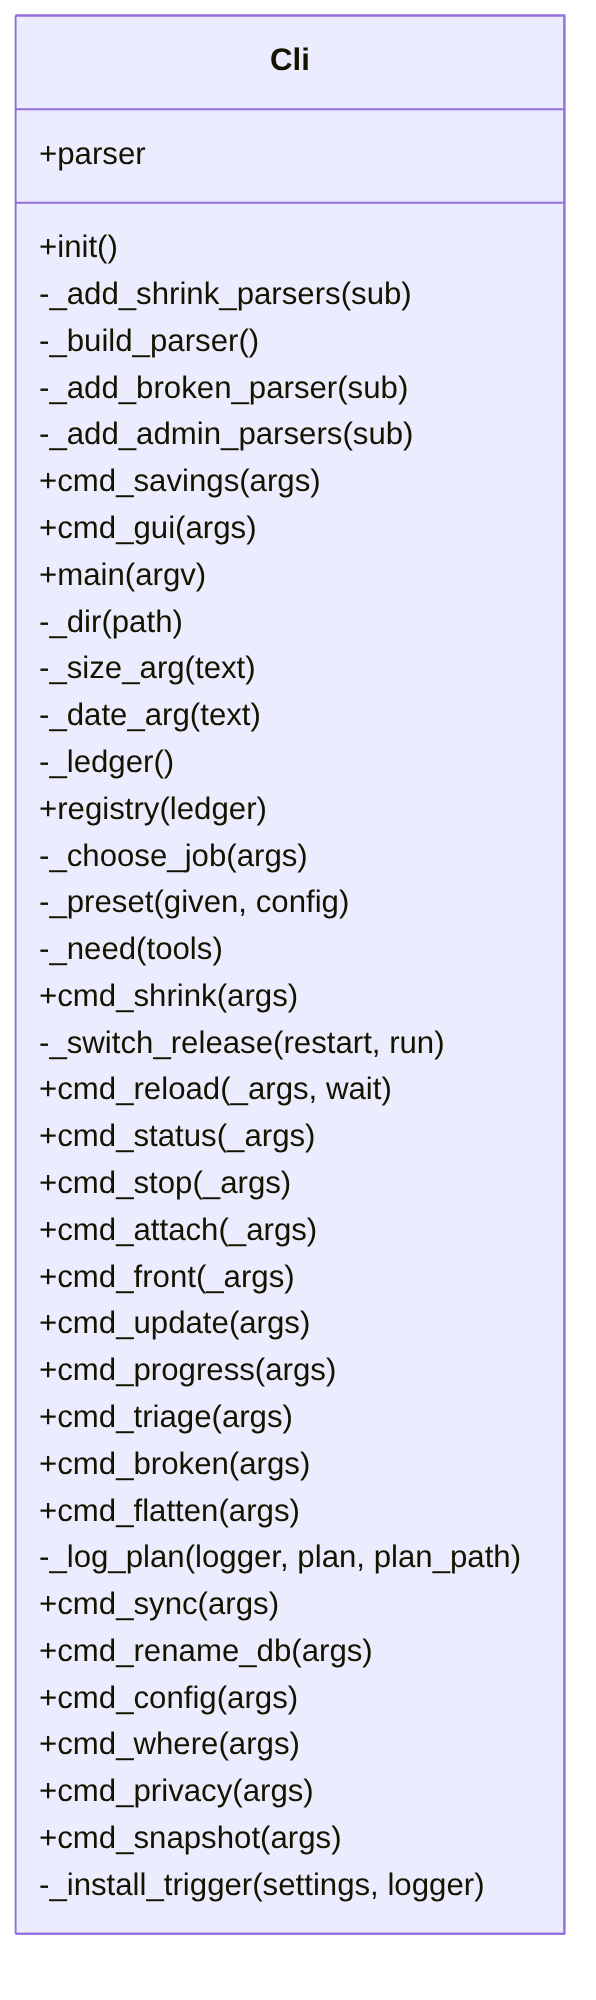 Cli
+parser
+init()
-_add_shrink_parsers(sub)
-_build_parser()
-_add_broken_parser(sub)
-_add_admin_parsers(sub)
+cmd_savings(args)
+cmd_gui(args)
+main(argv)
-_dir(path)
-_size_arg(text)
-_date_arg(text)
-_ledger()
+registry(ledger)
-_choose_job(args)
-_preset(given, config)
-_need(tools)
+cmd_shrink(args)
-_switch_release(restart, run)
+cmd_reload(_args, wait)
+cmd_status(_args)
+cmd_stop(_args)
+cmd_attach(_args)
+cmd_front(_args)
+cmd_update(args)
+cmd_progress(args)
+cmd_triage(args)
+cmd_broken(args)
+cmd_flatten(args)
-_log_plan(logger, plan, plan_path)
+cmd_sync(args)
+cmd_rename_db(args)
+cmd_config(args)
+cmd_where(args)
+cmd_privacy(args)
+cmd_snapshot(args)
-_install_trigger(settings, logger)